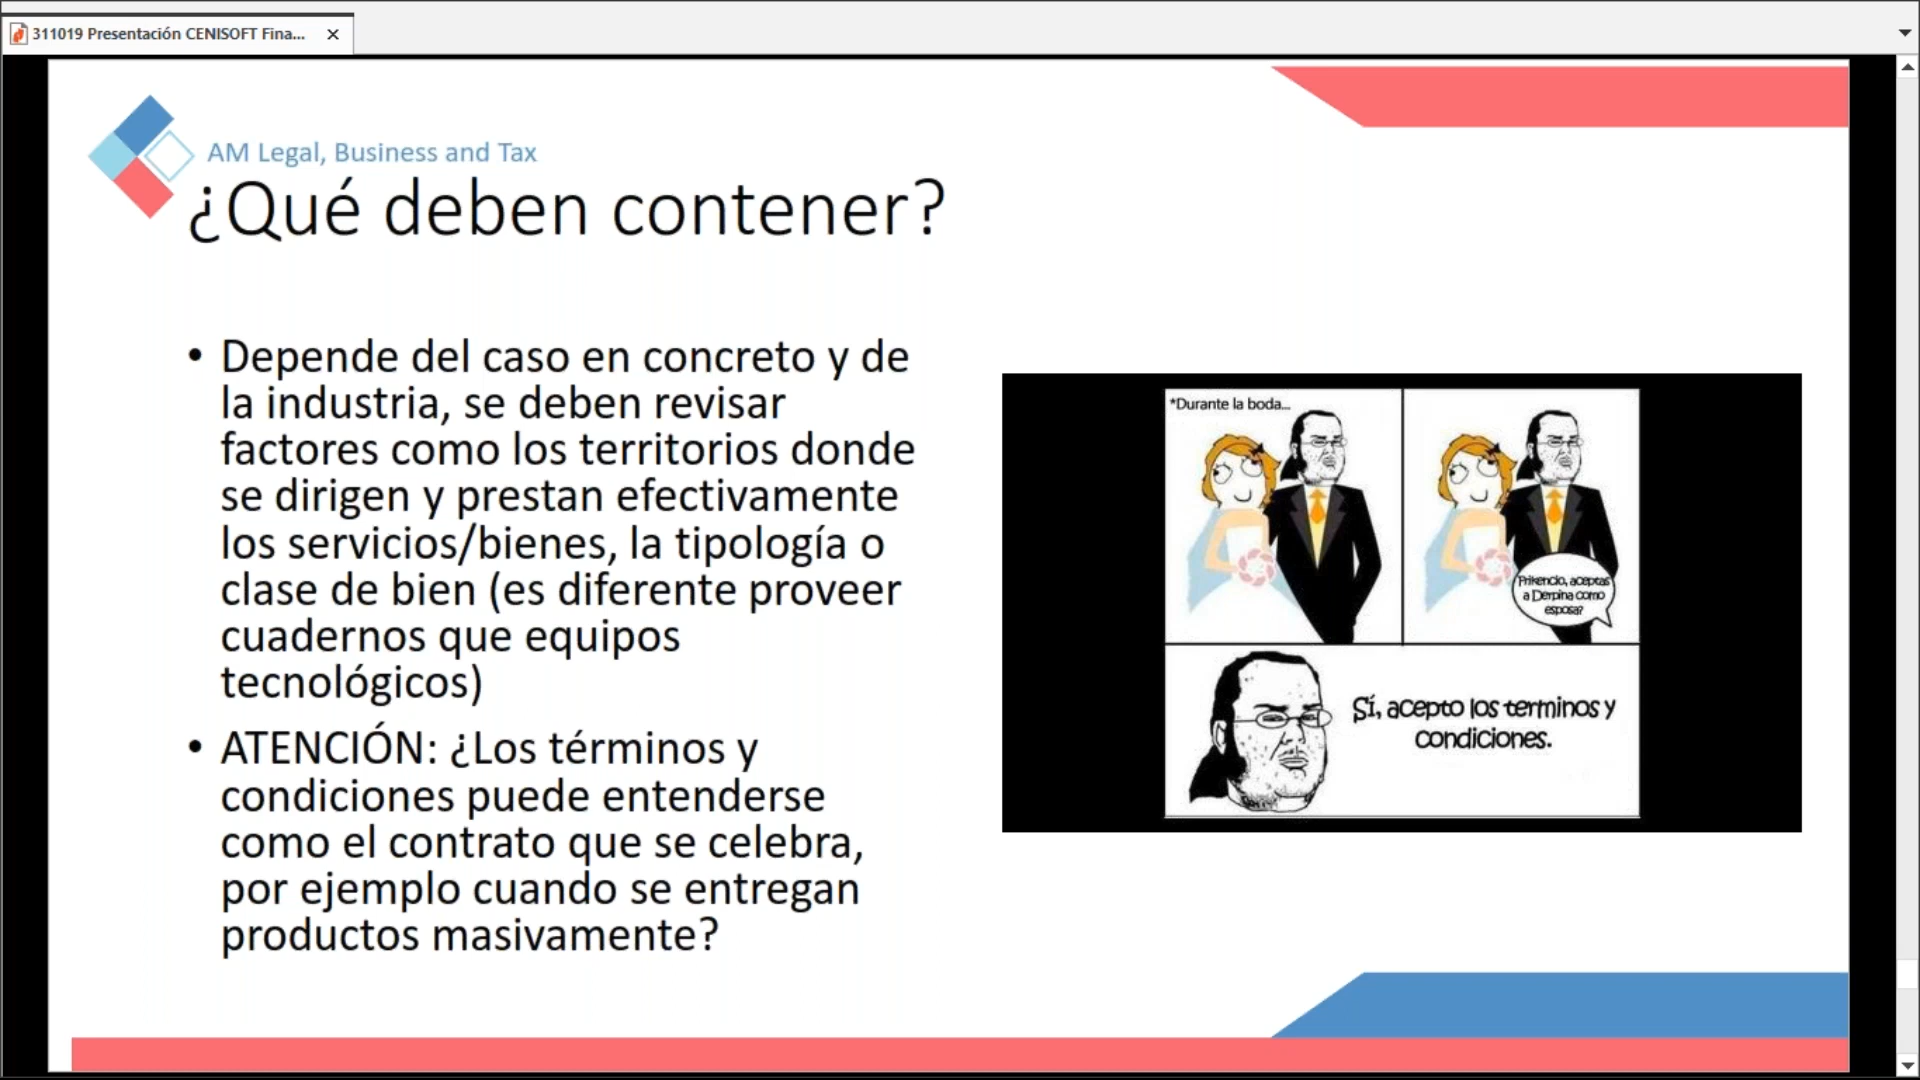 311019 Presentación CENISOFT Fina...
AM Legal, Business and Tax
¿Qué deben contener?
• Depende del caso en concreto y de
la industria, se deben revisar
factores como los territorios donde
se dirigen y prestan efectivamente
los servicios/bienes, la tipología o
clase de bien (es diferente proveer
cuadernos que equipos
tecnológicos)
• ATENCIÓN: ¿Los términos y
condiciones puede entenderse
como el contrato que se celebra,
por ejemplo cuando se entregan
productos masivamente?
*Durante la boda...
Frikencio, aceptas
a Derpina como
esposa?
Sí, acepto los terminos y
condiciones.